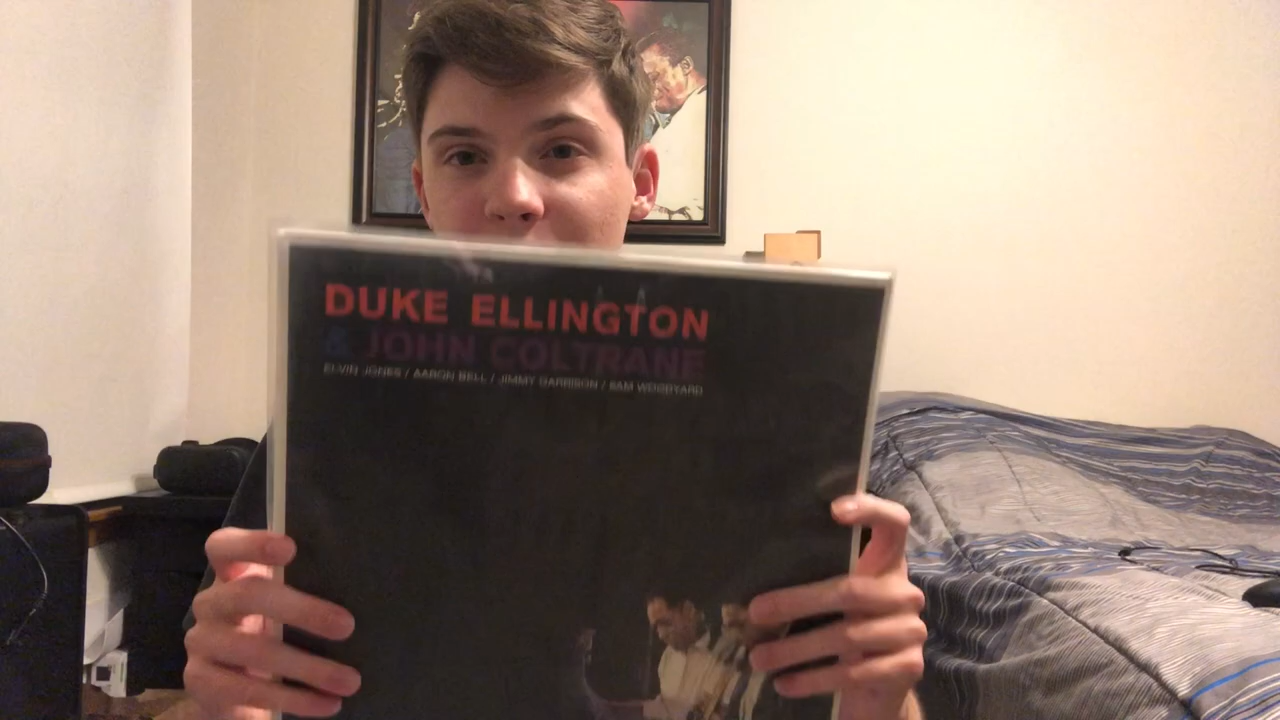 DUKE ELLINGTON
& JOHN COLTRANE
ELVIN JONES / AARON BELL / JIMMY GARRISON / SAM WOODYARD